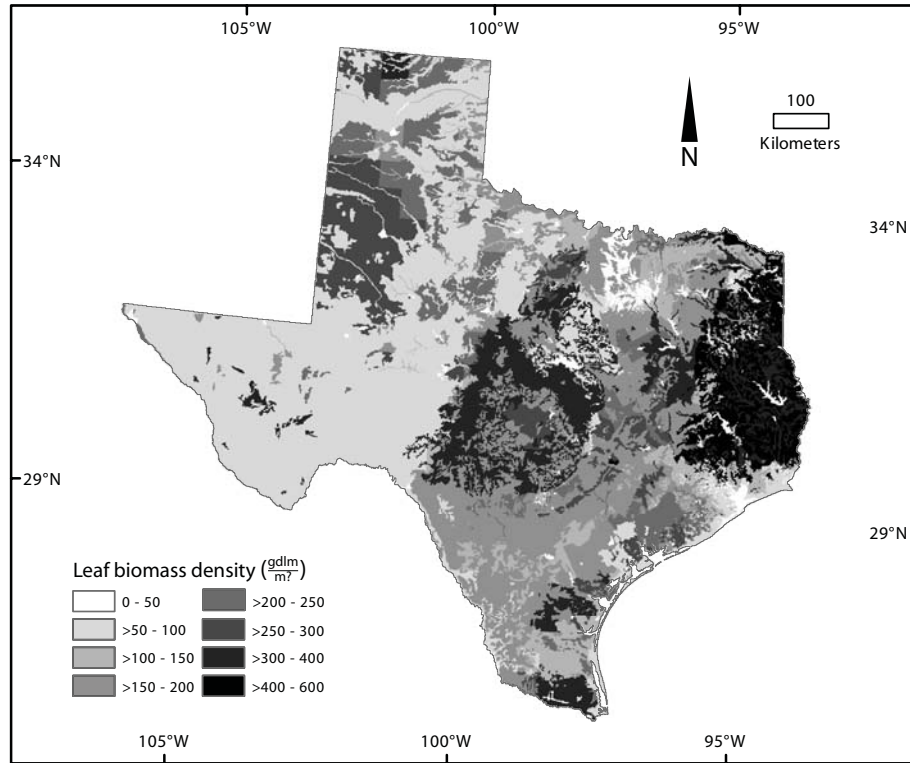 105°W 100°W 95°W
100
Kilometers
N
34°N
34°N
29°N
29°N
Leaf biomass density (gdlm/m?)
0 - 50
>50 - 100
>100 - 150
>150 - 200
>200 - 250
>250 - 300
>300 - 400
>400 - 600
105°W 100°W 95°W